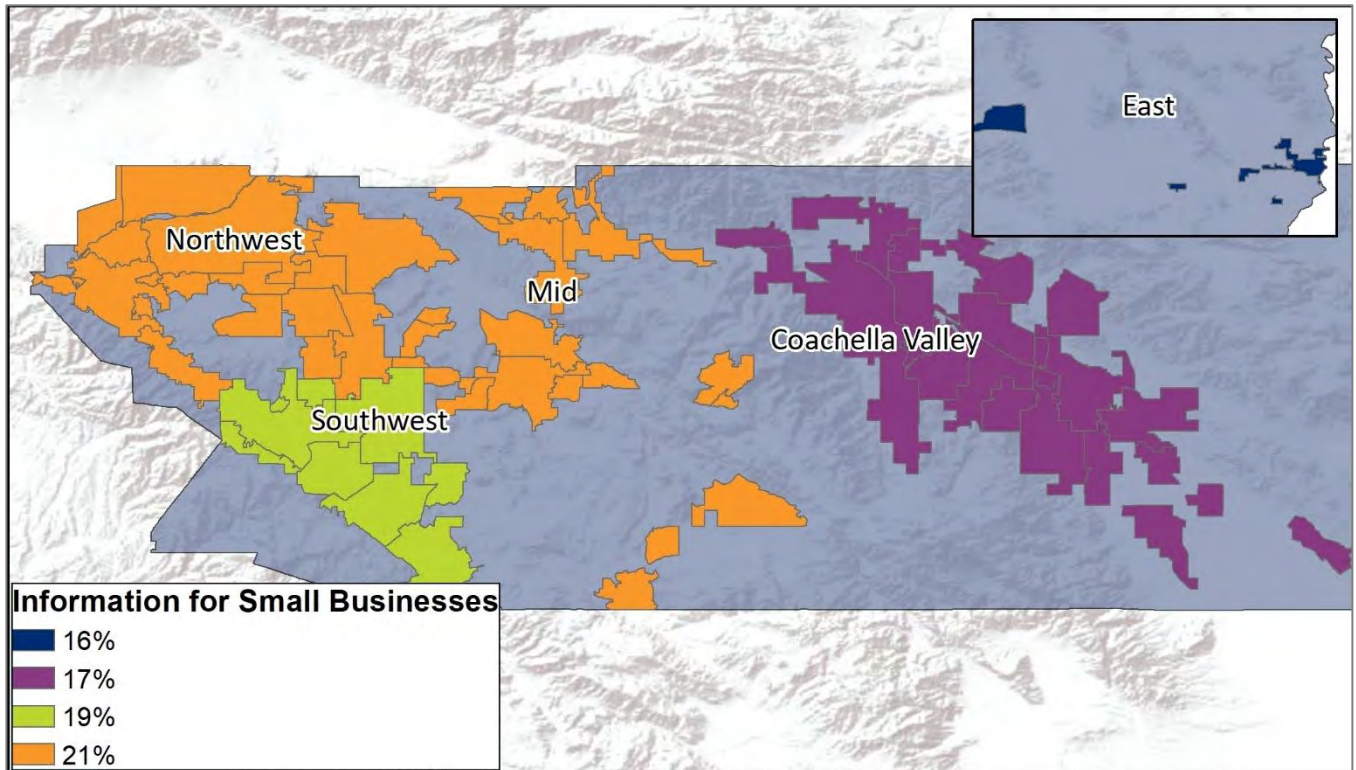 East
Northwest
Mid
Coachella Valley
Southwest
Information for Small Businesses
16%
17%
19%
21%